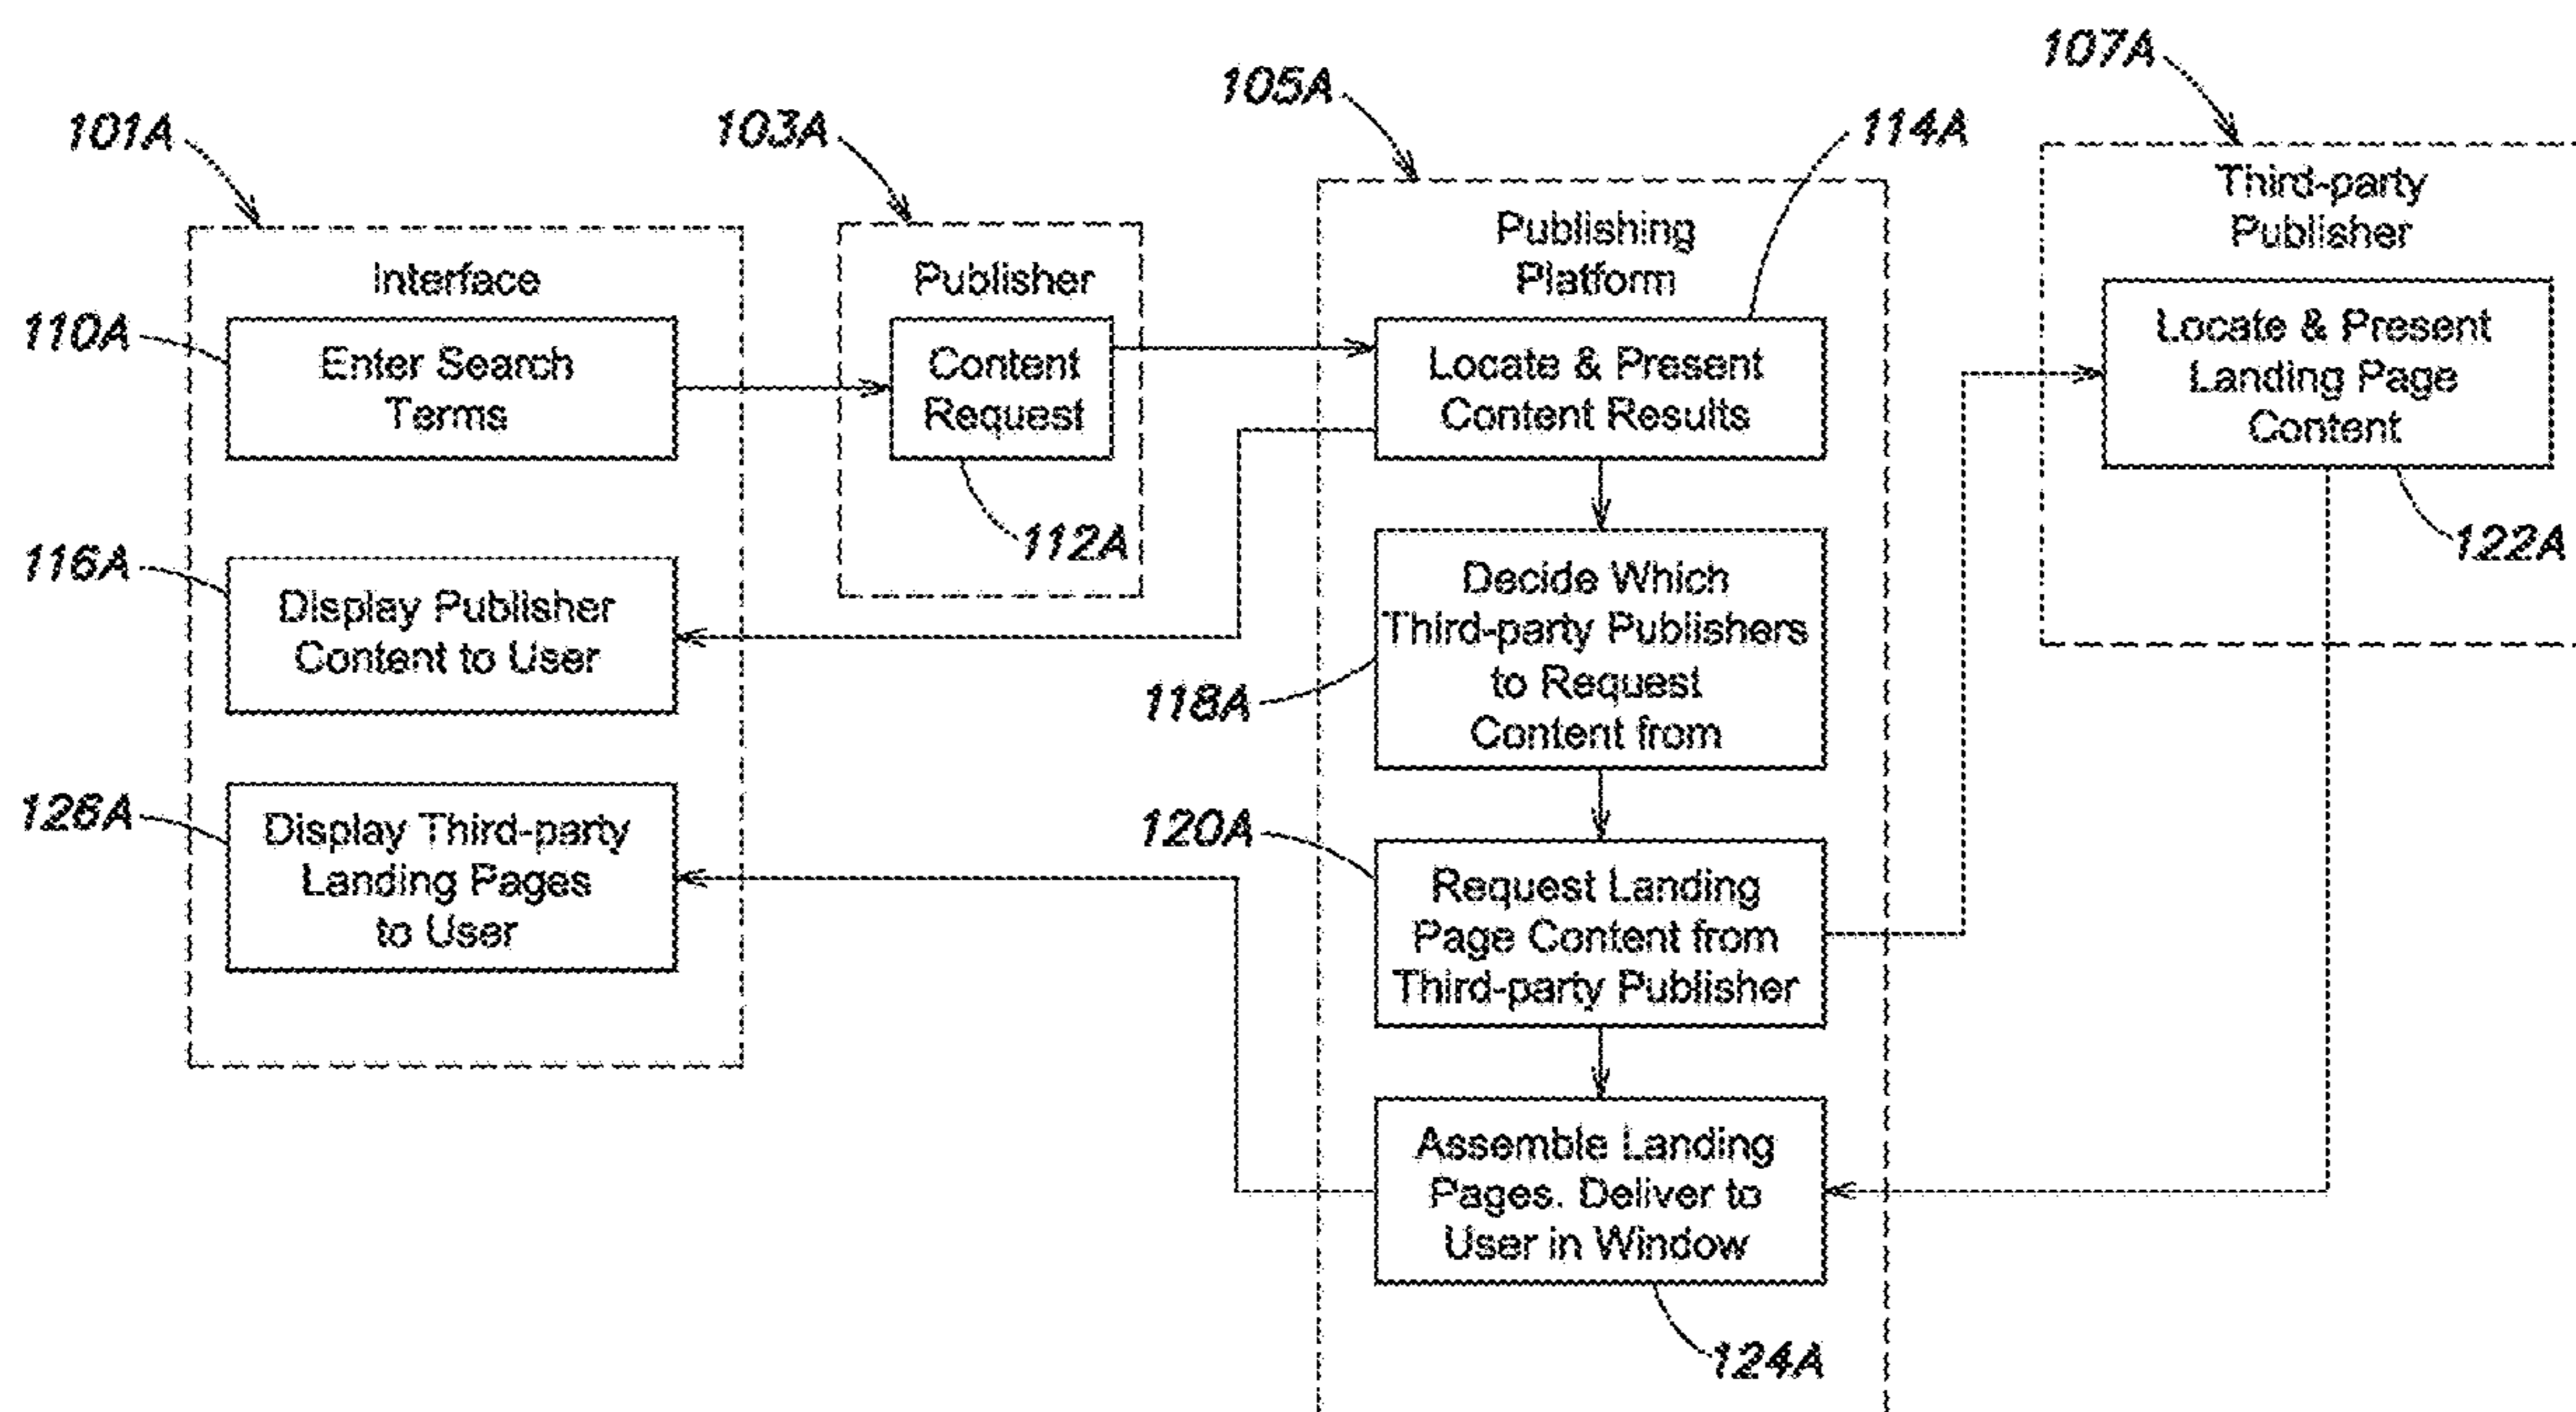 101A
Interface
110A
Enter Search
Terms
116A
Display Publisher
Content to User
126A
Display Third-party
Landing Pages
to User
103A
Publisher
Content
Request
112A
105A
Publishing
Platform
114A
Locate & Present
Content Results
118A
Decide Which
Third-party Publishers
to Request
Content from
120A
Request Landing
Page Content from
Third-party Publisher
Assemble Landing
Pages. Deliver to
User in Window
124A
107A
Third-party
Publisher
Locate & Present
Landing Page
Content
122A